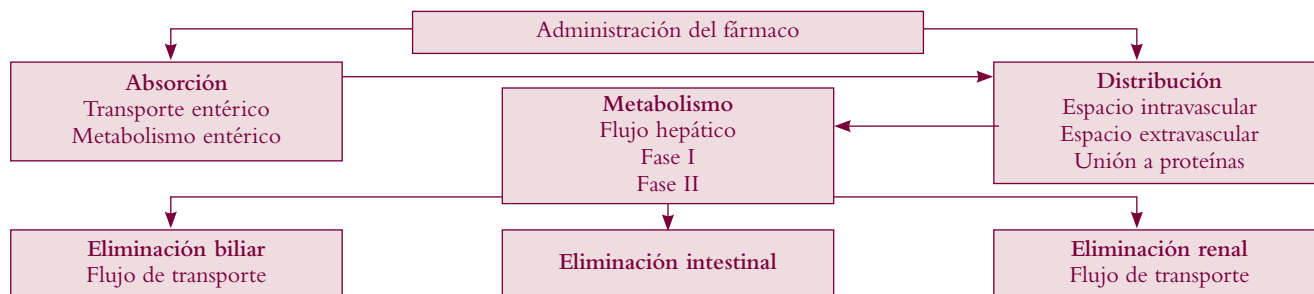 Administración del fármaco
Absorción
Transporte entérico
Metabolismo entérico
Distribución
Espacio intravascular
Espacio extravascular
Unión a proteínas
Metabolismo
Flujo hepático
Fase I
Fase II
Eliminación biliar
Flujo de transporte
Eliminación intestinal
Eliminación renal
Flujo de transporte